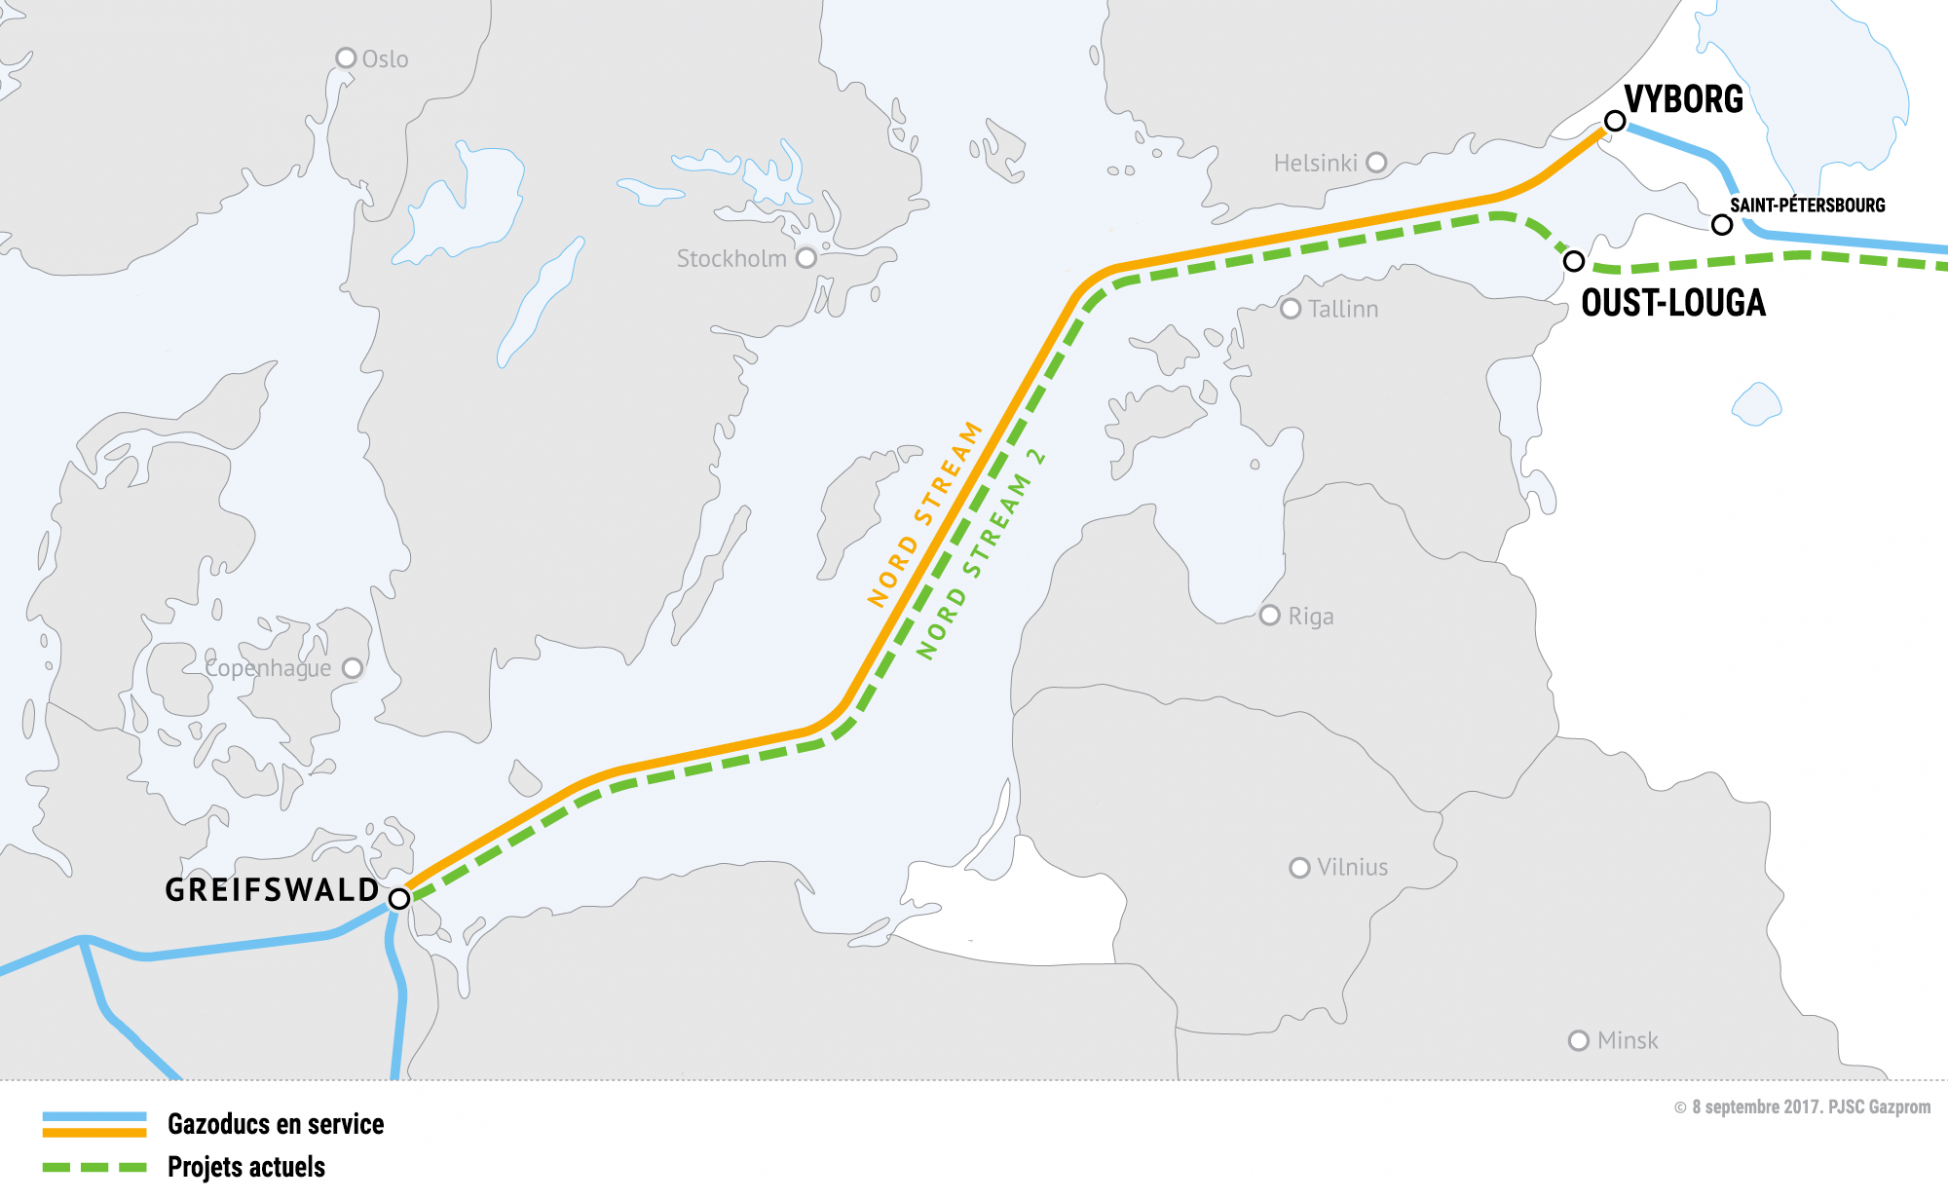 Oslo
VYBORG
Helsinki
SAINT-PÉTERSBOURG
Stockholm
OUST-LOUGA
Tallinn
NORD STREAM
NORD STREAM 2
Riga
Copenhague
Vilnius
GREIFSWALD
Minsk
Gazoducs en service
Projets actuels
© 8 septembre 2017. PJSC Gazprom